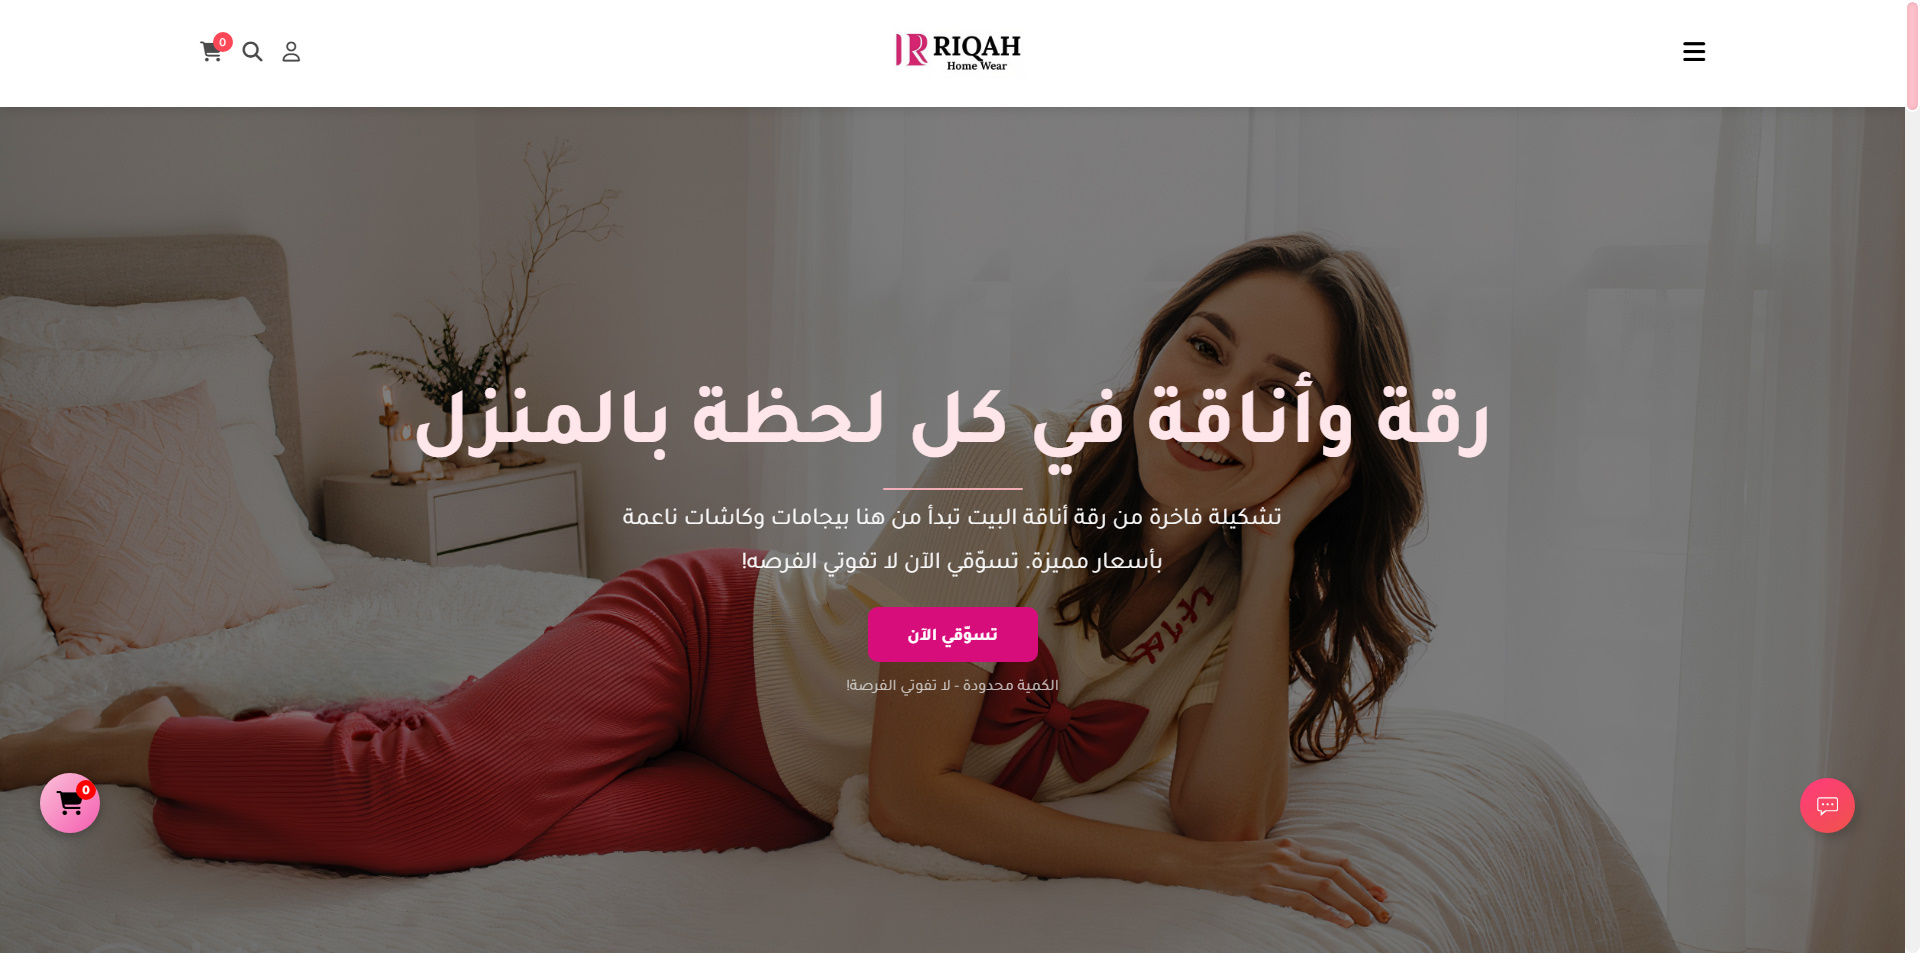 0
RIQAH
Home Wear
رقة وأناقة في كل لحظة بالمنزل
تشكيلة فاخرة من رقة أناقة البيت تبدأ من هنا بيجامات وكاشات ناعمة
بأسعار مميزة. تسوّقي الآن لا تفوتي الفرصه!
تسوّقي الآن
الكمية محدودة - لا تفوتي الفرصة!
0